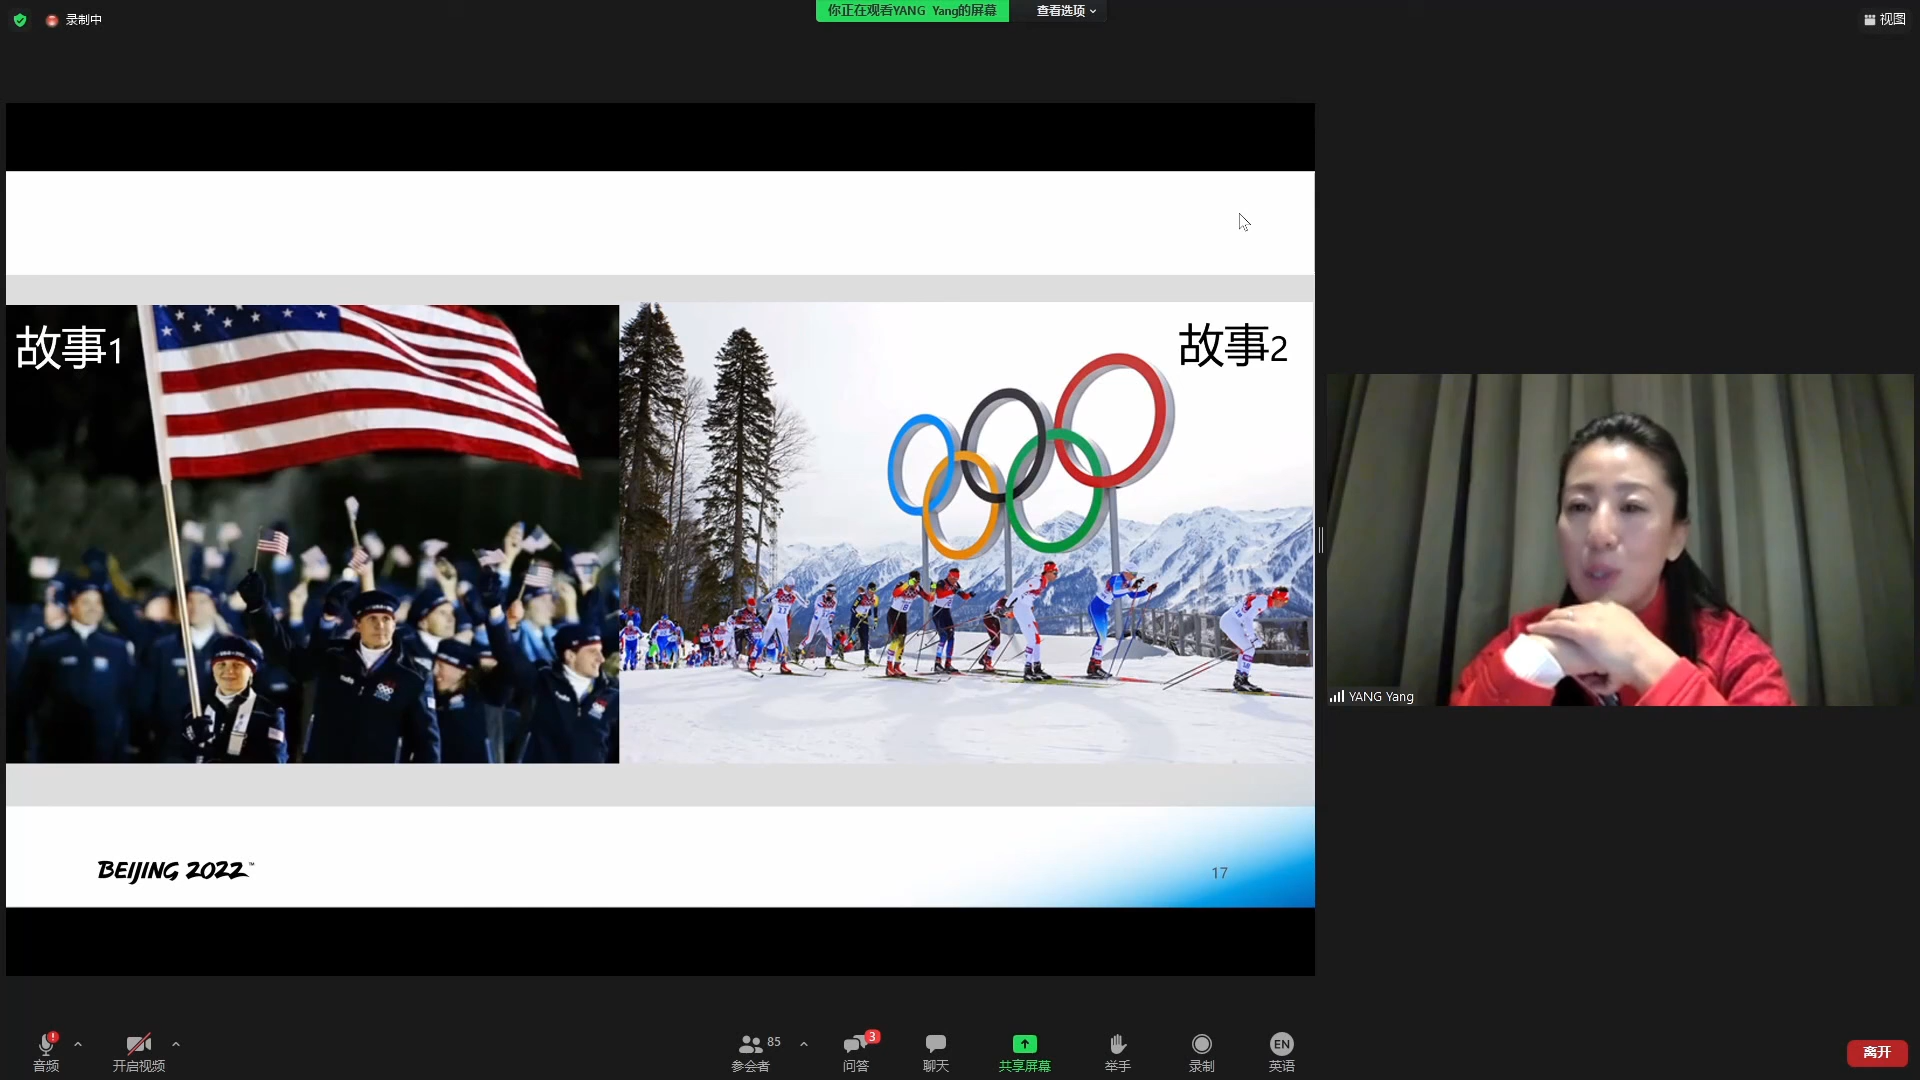 录制中
你正在观看YANG Yang的屏幕
查看选项
视图
故事1
故事2
BEIJING 2022™
17
YANG Yang
音频
开启视频
85
参会者
3
问答
聊天
共享屏幕
举手
录制
EN
英语
离开